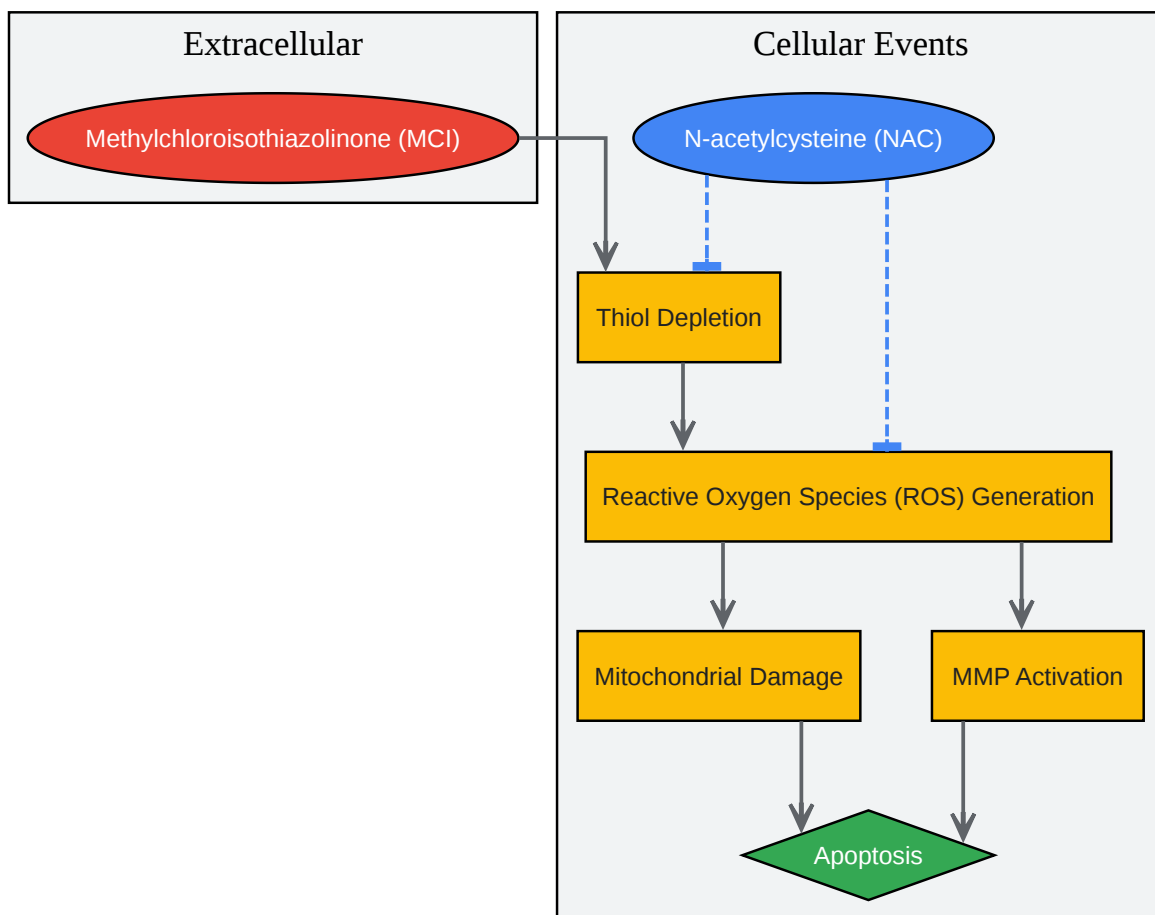 Extracellular
Cellular Events
Methylchloroisothiazolinone (MCI)
N-acetylcysteine (NAC)
Thiol Depletion
Reactive Oxygen Species (ROS) Generation
Mitochondrial Damage
MMP Activation
Apoptosis